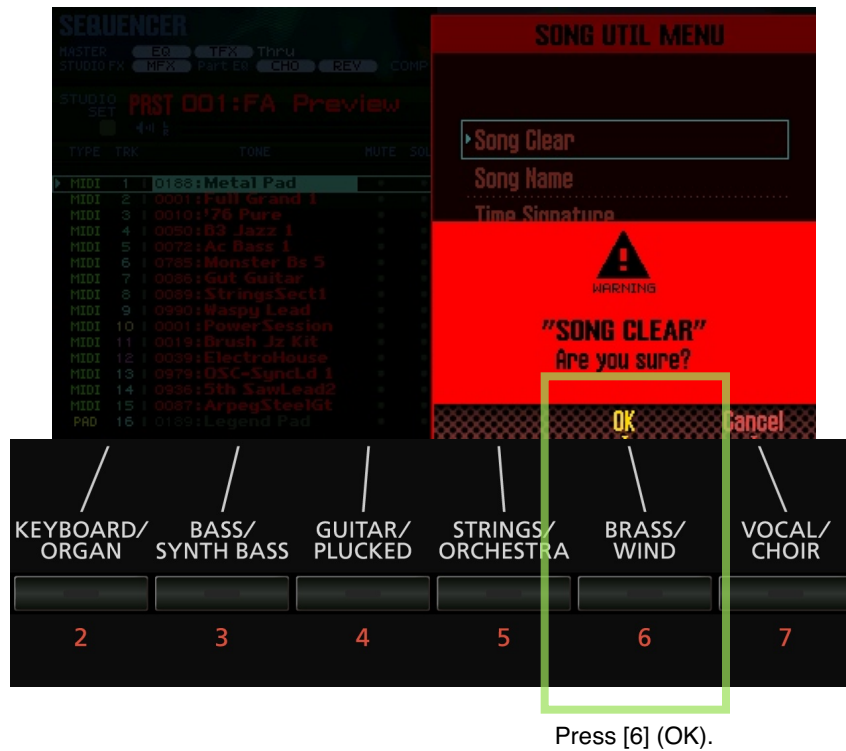 SEQUENCER
MASTER EQ TFX Thru
STUDIO FX MFX Part EQ CHO REV COMP
STUDIO SET PRST 001:FA Preview
TYPE TRK TONE MUTE SOL
MIDI 1 0188:Metal Pad
MIDI 2 0001:Full Grand 1
MIDI 3 0010:'76 Pure
MIDI 4 0050:B3 Jazz 1
MIDI 5 0072:Ac Bass 1
MIDI 6 0785:Monster Bs 5
MIDI 7 0086:Gut Guitar
MIDI 8 0089:StringsSect1
MIDI 9 0990:Waspy Lead
MIDI 10 0001:PowerSession
MIDI 11 0019:Brush Jz Kit
MIDI 12 0039:ElectroHouse
MIDI 13 0979:OSC-SyncLd 1
MIDI 14 0936:5th SawLead2
MIDI 15 0087:ArpegSteelGt
PAD 16 0189:Legend Pad
SONG UTIL MENU
Song Clear
Song Name
Time Signature
WARNING
"SONG CLEAR"
Are you sure?
OK Cancel
KEYBOARD/
ORGAN
BASS/
SYNTH BASS
GUITAR/
PLUCKED
STRINGS/
ORCHESTRA
BRASS/
WIND
VOCAL/
CHOIR
2 3 4 5 6 7
Press [6] (OK).